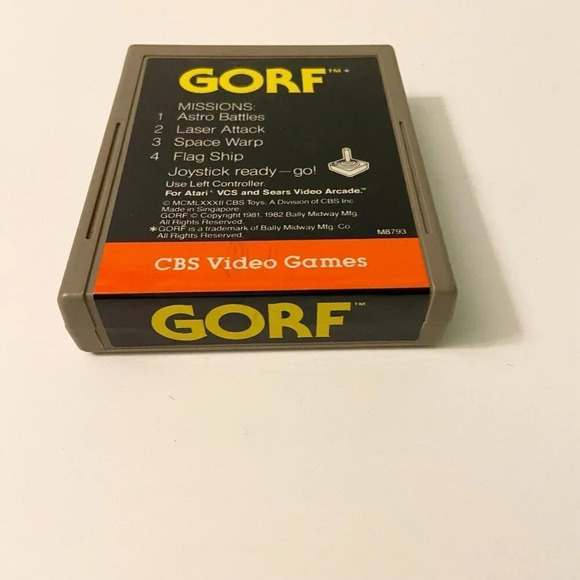 GORF™*
MISSIONS:
1 Astro Battles
2 Laser Attack
3 Space Warp
4 Flag Ship
Joystick ready—go!
Use Left Controller.
For Atari® VCS and Sears Video Arcade.™
© MCMLXXXII CBS Toys. A Division of CBS Inc.
Made in Singapore.
GORF © Copyright 1981, 1982 Bally Midway Mfg.
All Rights Reserved.
*GORF is a trademark of Bally Midway Mfg. Co
All Rights Reserved.
M8793
CBS Video Games
GORF™